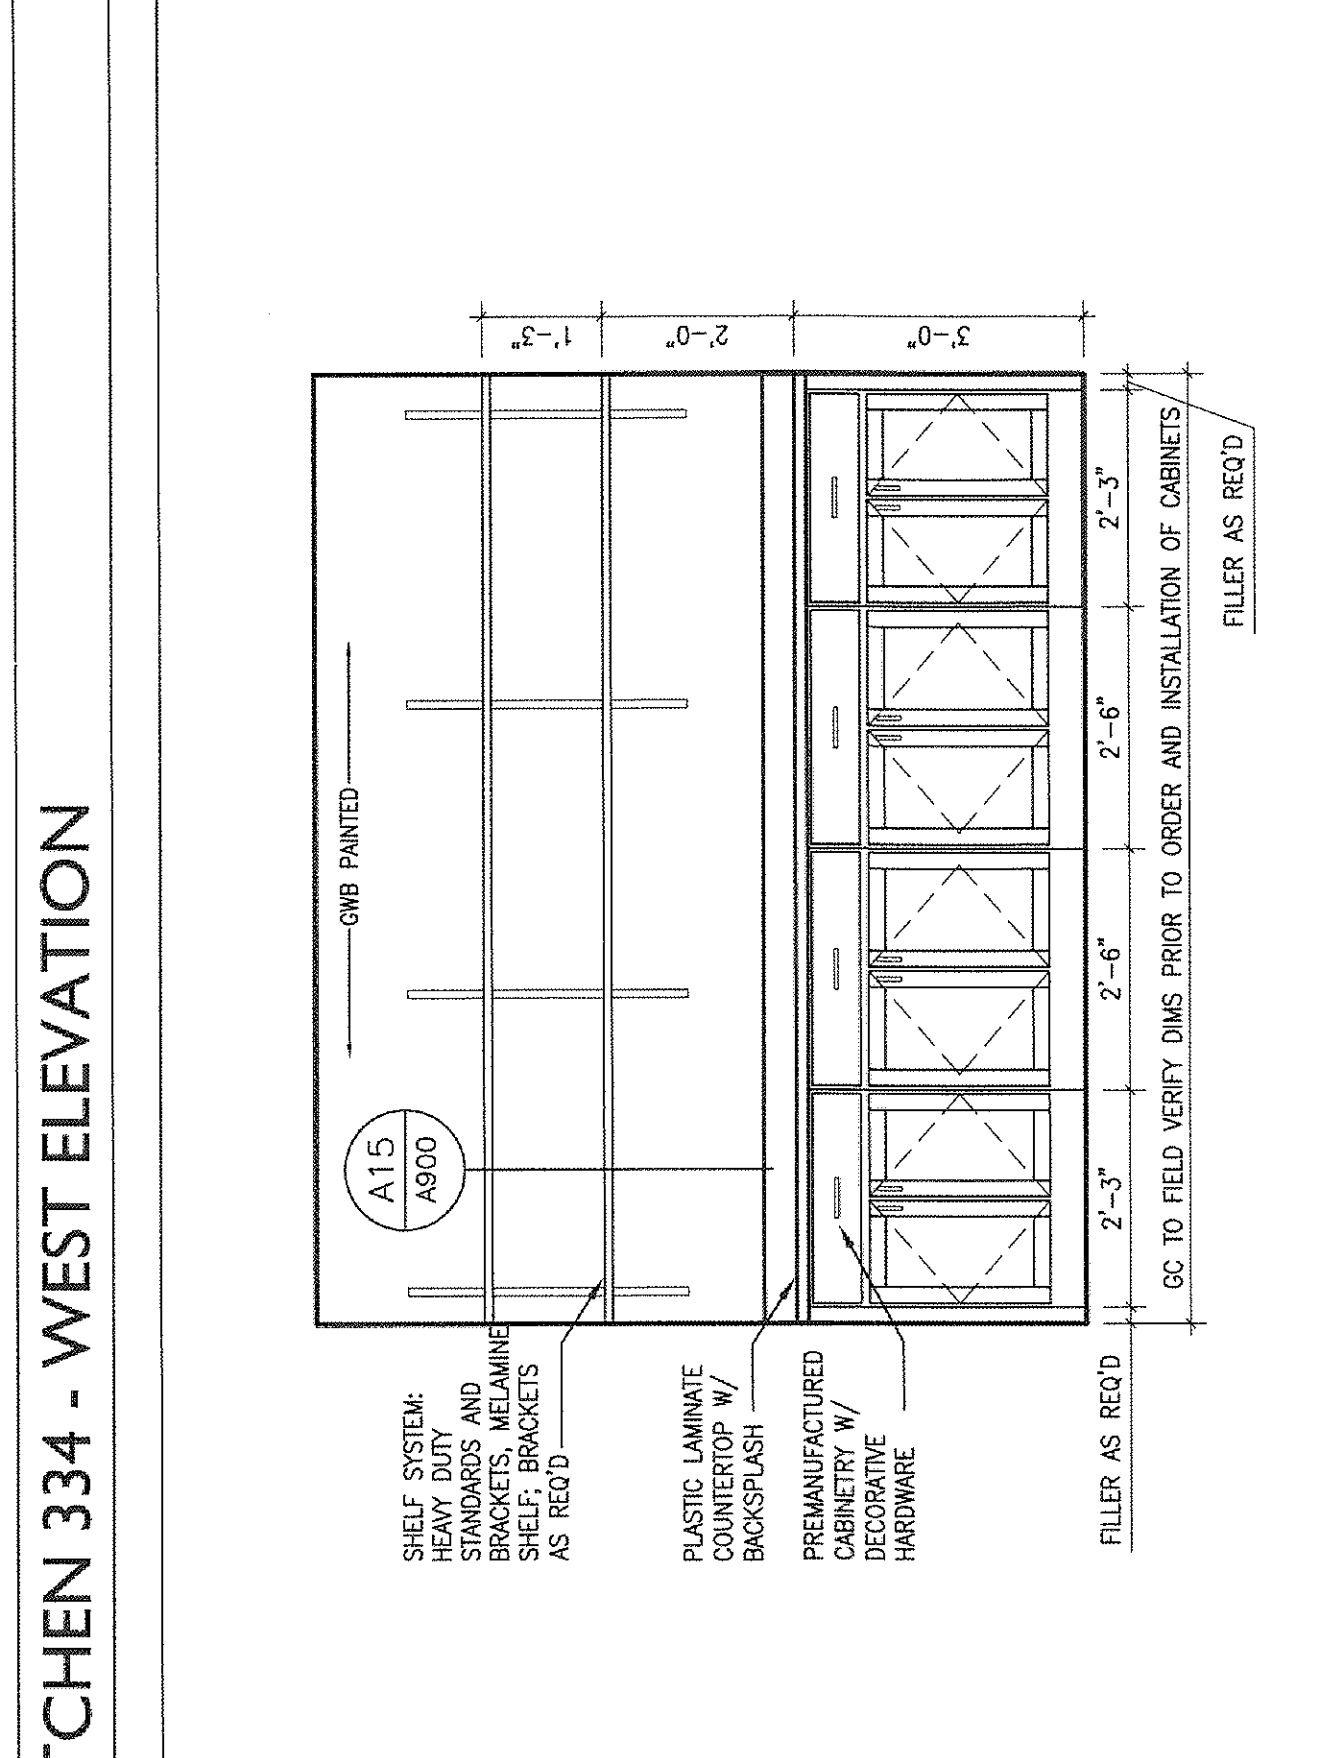 TCHEN 334 - WEST ELEVATION
GWB PAINTED
A15
A900
SHELF SYSTEM:
HEAVY DUTY
STANDARDS AND
BRACKETS, MELAMINE
SHELF; BRACKETS
AS REQ'D
PLASTIC LAMINATE
COUNTERTOP W/
BACKSPLASH
PREMANUFACTURED
CABINETRY W/
DECORATIVE
HARDWARE
1'-3"
2'-0"
3'-0"
FILLER AS REQ'D
2'-3"
2'-6"
2'-6"
2'-3"
GC TO FIELD VERIFY DIMS PRIOR TO ORDER AND INSTALLATION OF CABINETS
FILLER AS REQ'D